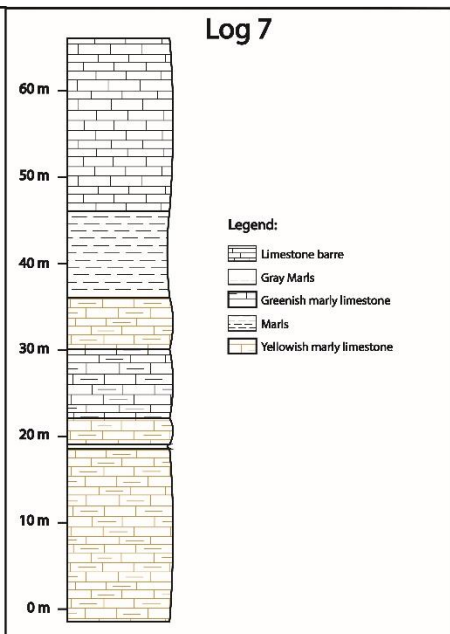 Log 7
60 m
50 m
40 m
30 m
20 m
10 m
0 m
Legend:
Limestone barre
Gray Marls
Greenish marly limestone
Marls
Yellowish marly limestone